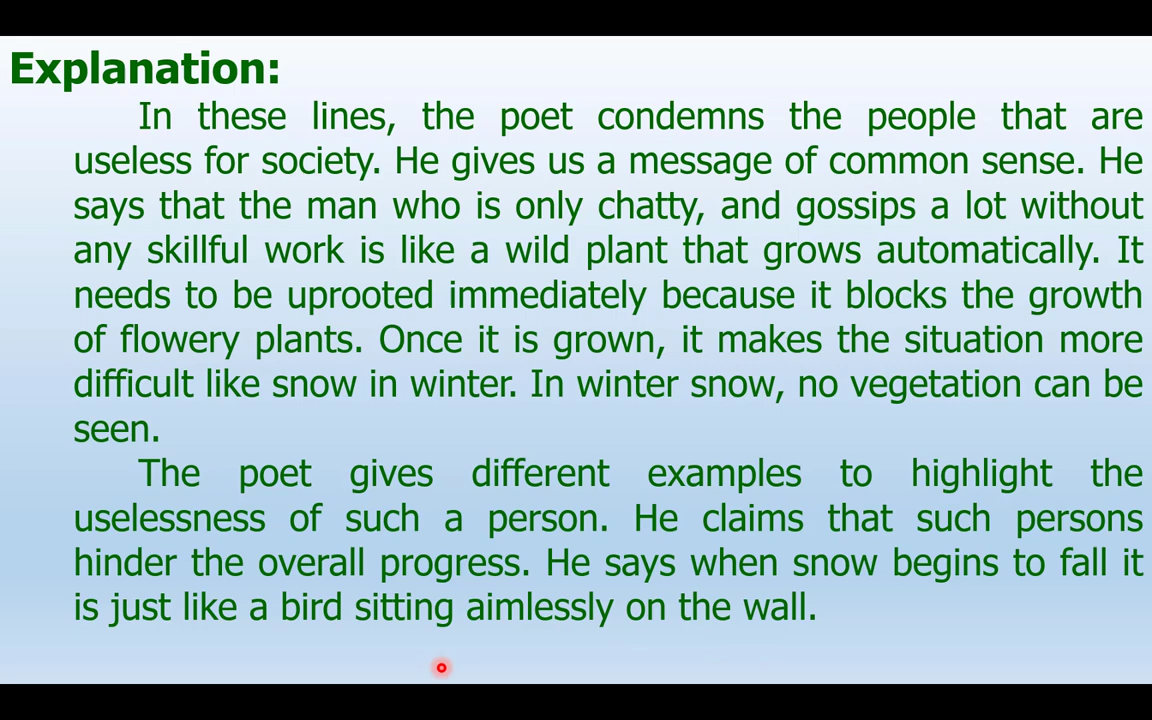 Explanation:
In these lines, the poet condemns the people that are
useless for society. He gives us a message of common sense. He
says that the man who is only chatty, and gossips a lot without
any skillful work is like a wild plant that grows automatically. It
needs to be uprooted immediately because it blocks the growth
of flowery plants. Once it is grown, it makes the situation more
difficult like snow in winter. In winter snow, no vegetation can be
seen.
The poet gives different examples to highlight the
uselessness of such a person. He claims that such persons
hinder the overall progress. He says when snow begins to fall it
is just like a bird sitting aimlessly on the wall.